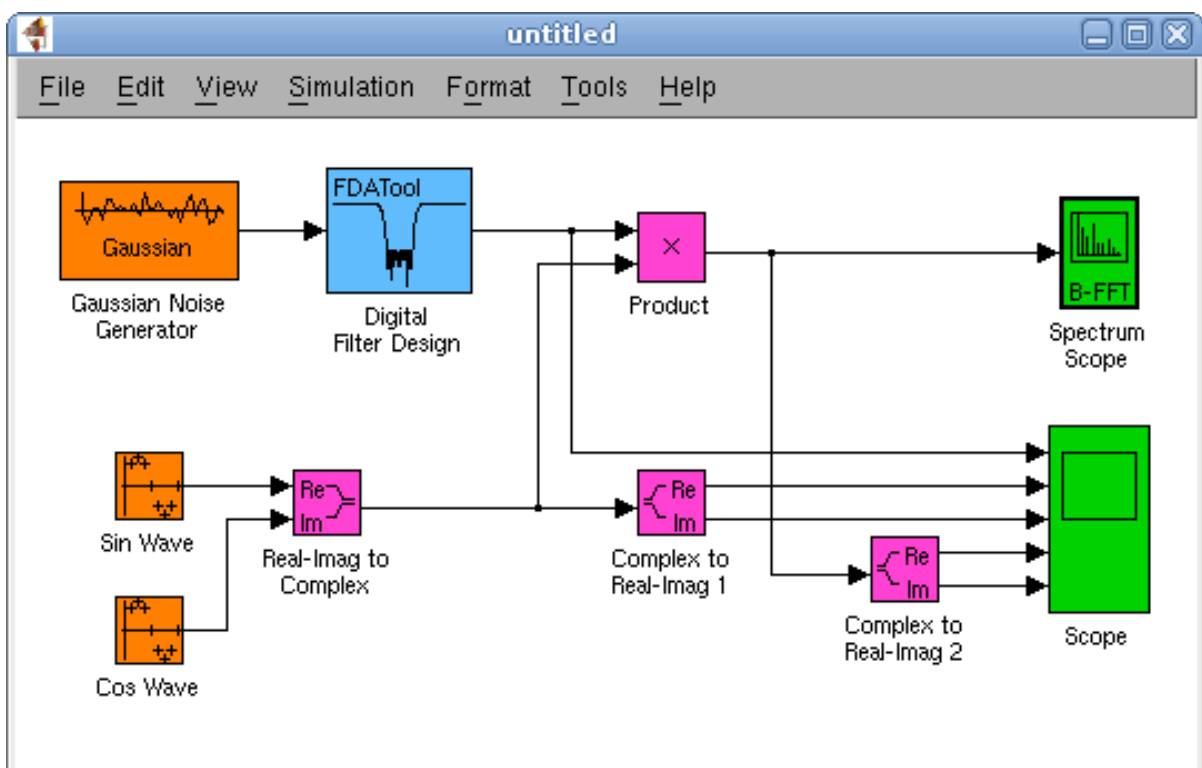 untitled
File Edit View Simulation Format Tools Help
FDATool
Gaussian
Gaussian Noise
Generator
Digital
Filter Design
×
Product
B-FFT
Spectrum
Scope
Sin Wave
Re
Im
Real-Imag to
Complex
Re
Im
Complex to
Real-Imag 1
Re
Im
Complex to
Real-Imag 2
Scope
Cos Wave